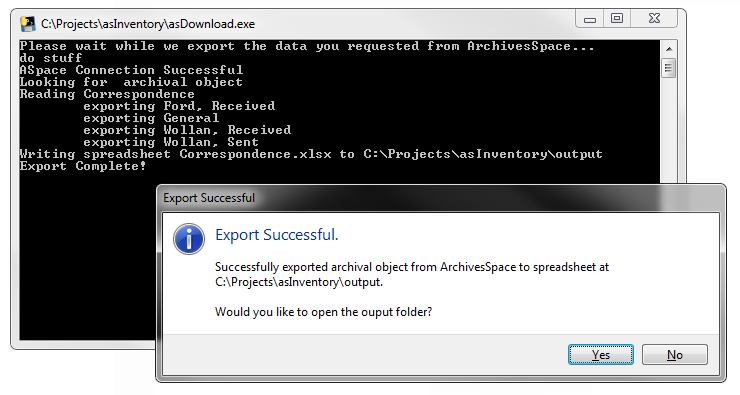 C:\Projects\asInventory\asDownload.exe
Please wait while we export the data you requested from ArchivesSpace...
do stuff
ASpace Connection Successful
Looking for  archival object
Reading Correspondence
        exporting Ford, Received
        exporting General
        exporting Wollan, Received
        exporting Wollan, Sent
Writing spreadsheet Correspondence.xlsx to C:\Projects\asInventory\output
Export Complete!
Export Successful
Export Successful.
Successfully exported archival object from ArchivesSpace to spreadsheet at
C:\Projects\asInventory\output.
Would you like to open the ouput folder?
Yes
No